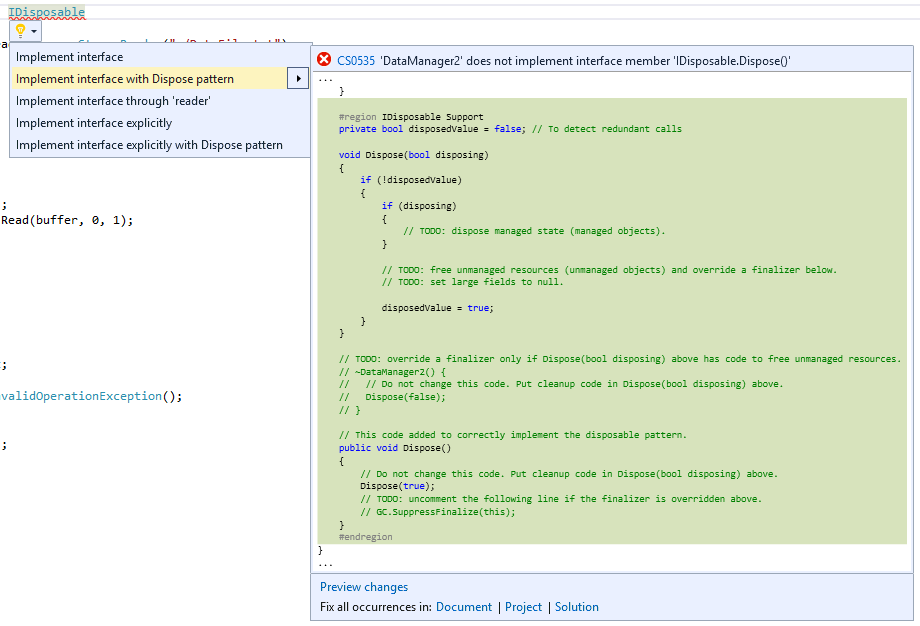 IDisposable
Implement interface
Implement interface with Dispose pattern
Implement interface through 'reader'
Implement interface explicitly
Implement interface explicitly with Dispose pattern
;
Read(buffer, 0, 1);
;
validOperationException();
;
CS0535 'DataManager2' does not implement interface member 'IDisposable.Dispose()'
...
}
#region IDisposable Support
private bool disposedValue = false; // To detect redundant calls
void Dispose(bool disposing)
{
if (!disposedValue)
{
if (disposing)
{
// TODO: dispose managed state (managed objects).
}
// TODO: free unmanaged resources (unmanaged objects) and override a finalizer below.
// TODO: set large fields to null.
disposedValue = true;
}
}
// TODO: override a finalizer only if Dispose(bool disposing) above has code to free unmanaged resources.
// ~DataManager2() {
//   // Do not change this code. Put cleanup code in Dispose(bool disposing) above.
//   Dispose(false);
// }
// This code added to correctly implement the disposable pattern.
public void Dispose()
{
// Do not change this code. Put cleanup code in Dispose(bool disposing) above.
Dispose(true);
// TODO: uncomment the following line if the finalizer is overridden above.
// GC.SuppressFinalize(this);
}
#endregion
}
...
Preview changes
Fix all occurrences in: Document | Project | Solution